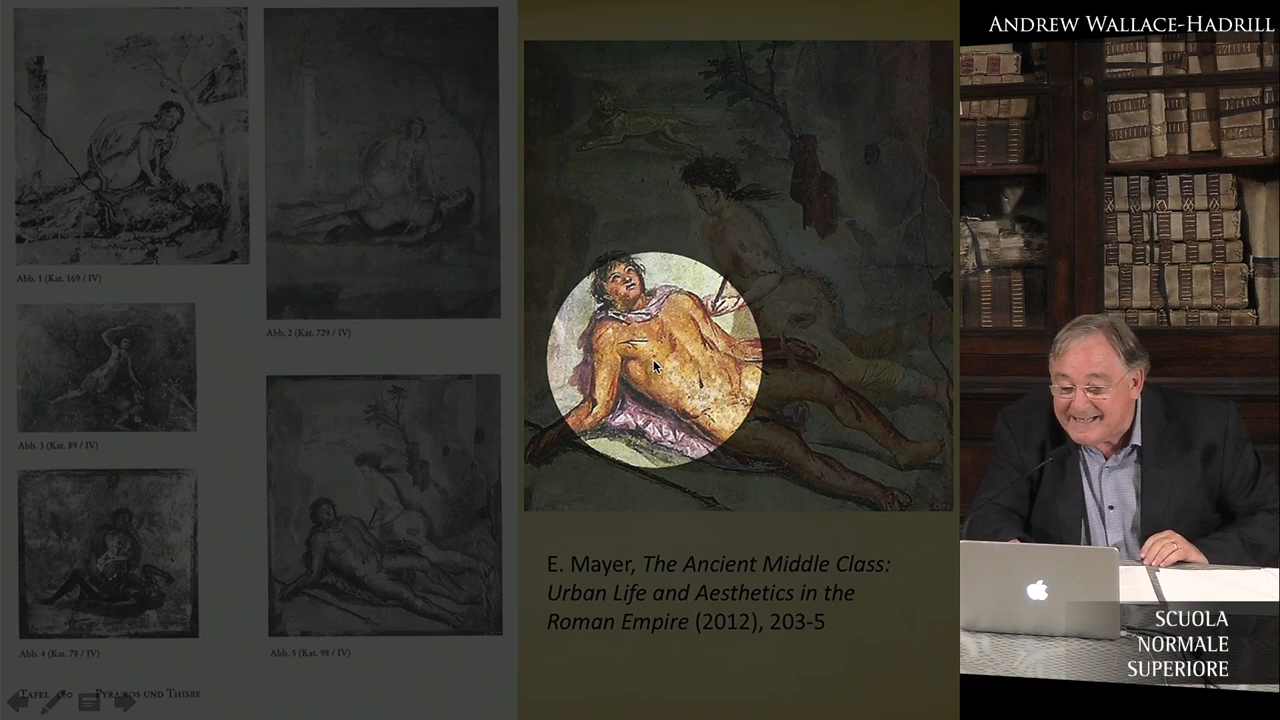 ANDREW WALLACE-HADRILL
Abb. 1 (Kat. 169 / IV)
Abb. 2 (Kat. 729 / IV)
Abb. 3 (Kat. 89 / IV)
Abb. 4 (Kat. 78 / IV)
Abb. 5 (Kat. 98 / IV)
TAFEL
UND THISBE
E. Mayer, The Ancient Middle Class:
Urban Life and Aesthetics in the
Roman Empire (2012), 203-5
SCUOLA
NORMALE
SUPERIORE